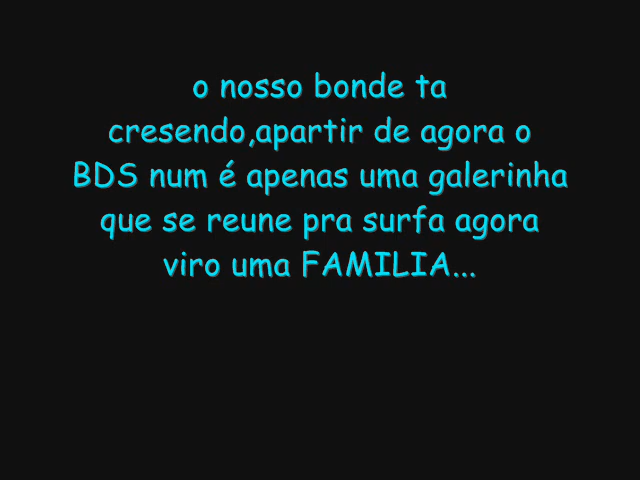 o nosso bonde ta
cresendo,apartir de agora o
BDS num é apenas uma galerinha
que se reune pra surfa agora
viro uma FAMILIA...